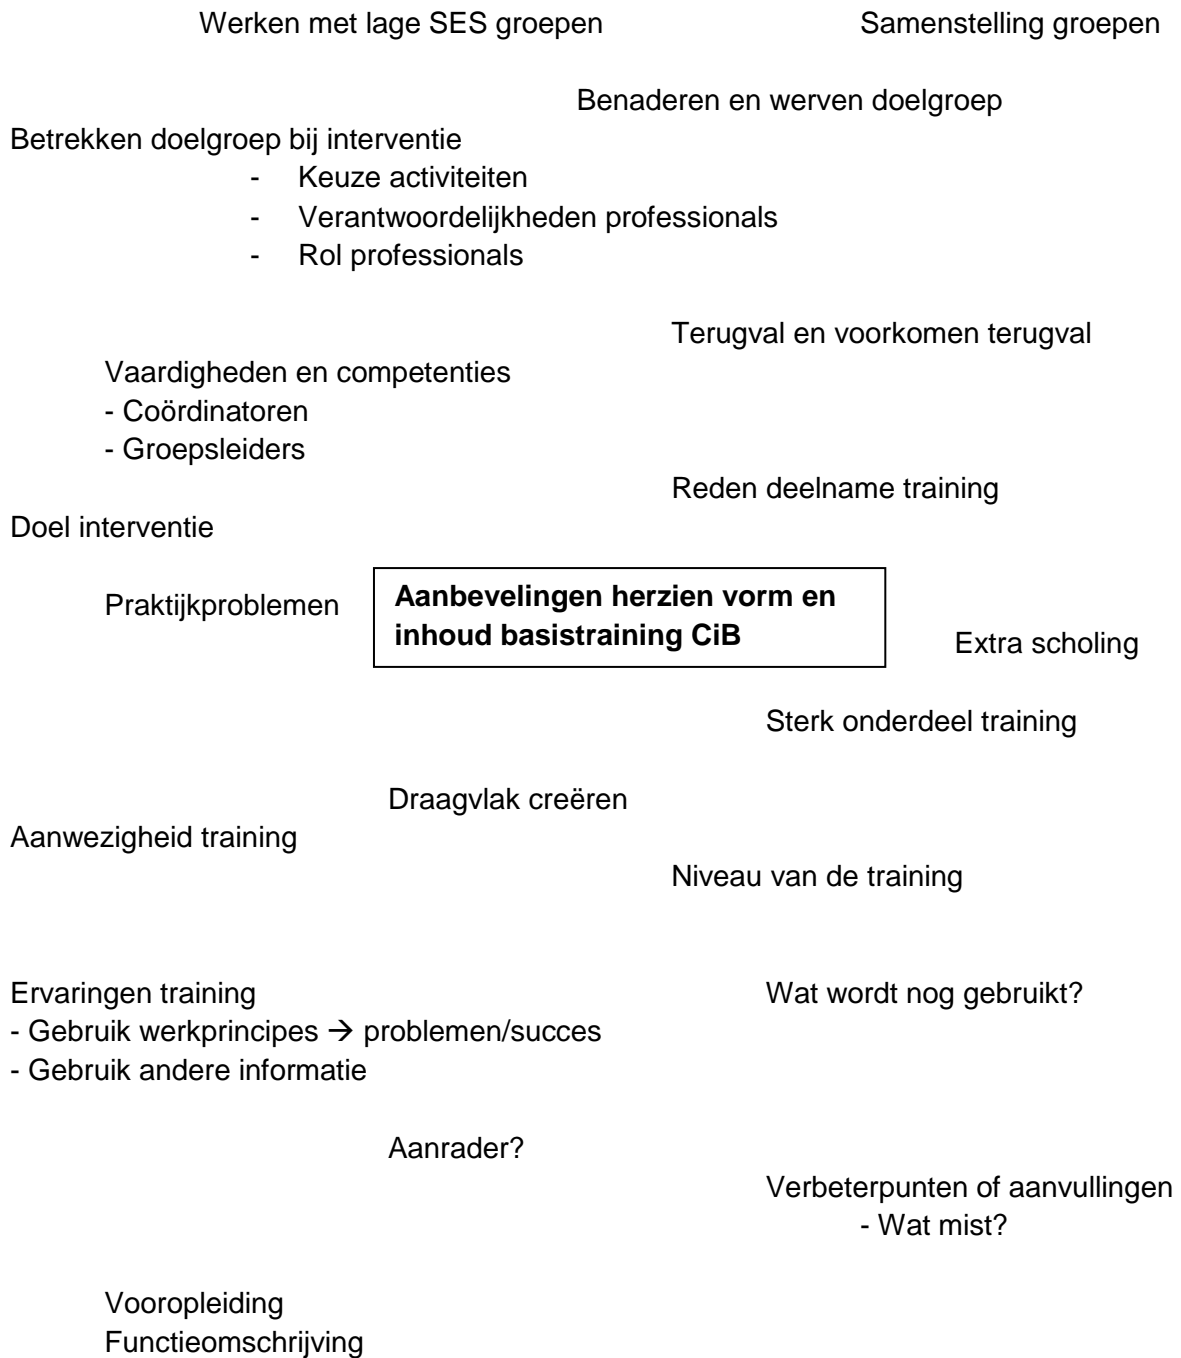 Werken met lage SES groepen Samenstelling groepen
Benaderen en werven doelgroep
Betrekken doelgroep bij interventie
- Keuze activiteiten
- Verantwoordelijkheden professionals
- Rol professionals
Terugval en voorkomen terugval
Vaardigheden en competenties
- Coördinatoren
- Groepsleiders
Reden deelname training
Doel interventie
Praktijkproblemen
Aanbevelingen herzien vorm en
inhoud basistraining CiB
Extra scholing
Sterk onderdeel training
Draagvlak creëren
Aanwezigheid training
Niveau van de training
Ervaringen training Wat wordt nog gebruikt?
- Gebruik werkprincipes → problemen/succes
- Gebruik andere informatie
Aanrader?
Verbeterpunten of aanvullingen
- Wat mist?
Vooropleiding
Functieomschrijving